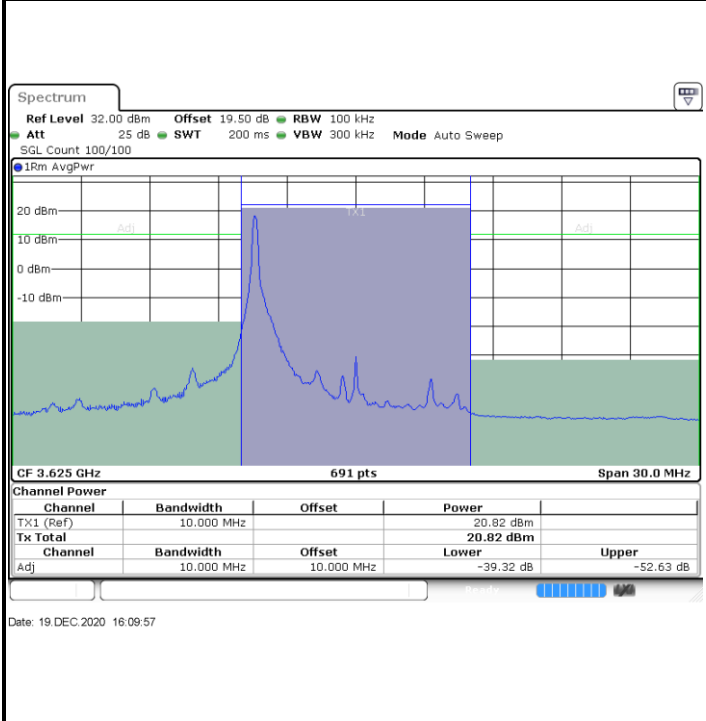 Spectrum
Ref Level 32.00 dBm Offset 19.50 dB RBW 100 kHz
Att 25 dB SWT 200 ms VBW 300 kHz Mode Auto Sweep
SGL Count 100/100
1Rm AvgPwr
TX1
20 dBm
Adj Adj
10 dBm
0 dBm
-10 dBm
CF 3.625 GHz 691 pts Span 30.0 MHz
Channel Power
Channel Bandwidth Offset Power
TX1 (Ref) 10.000 MHz 20.82 dBm
Tx Total 20.82 dBm
Channel Bandwidth Offset Lower Upper
Adj 10.000 MHz 10.000 MHz -39.32 dB -52.63 dB
Ready
Date: 19.DEC.2020 16:09:57